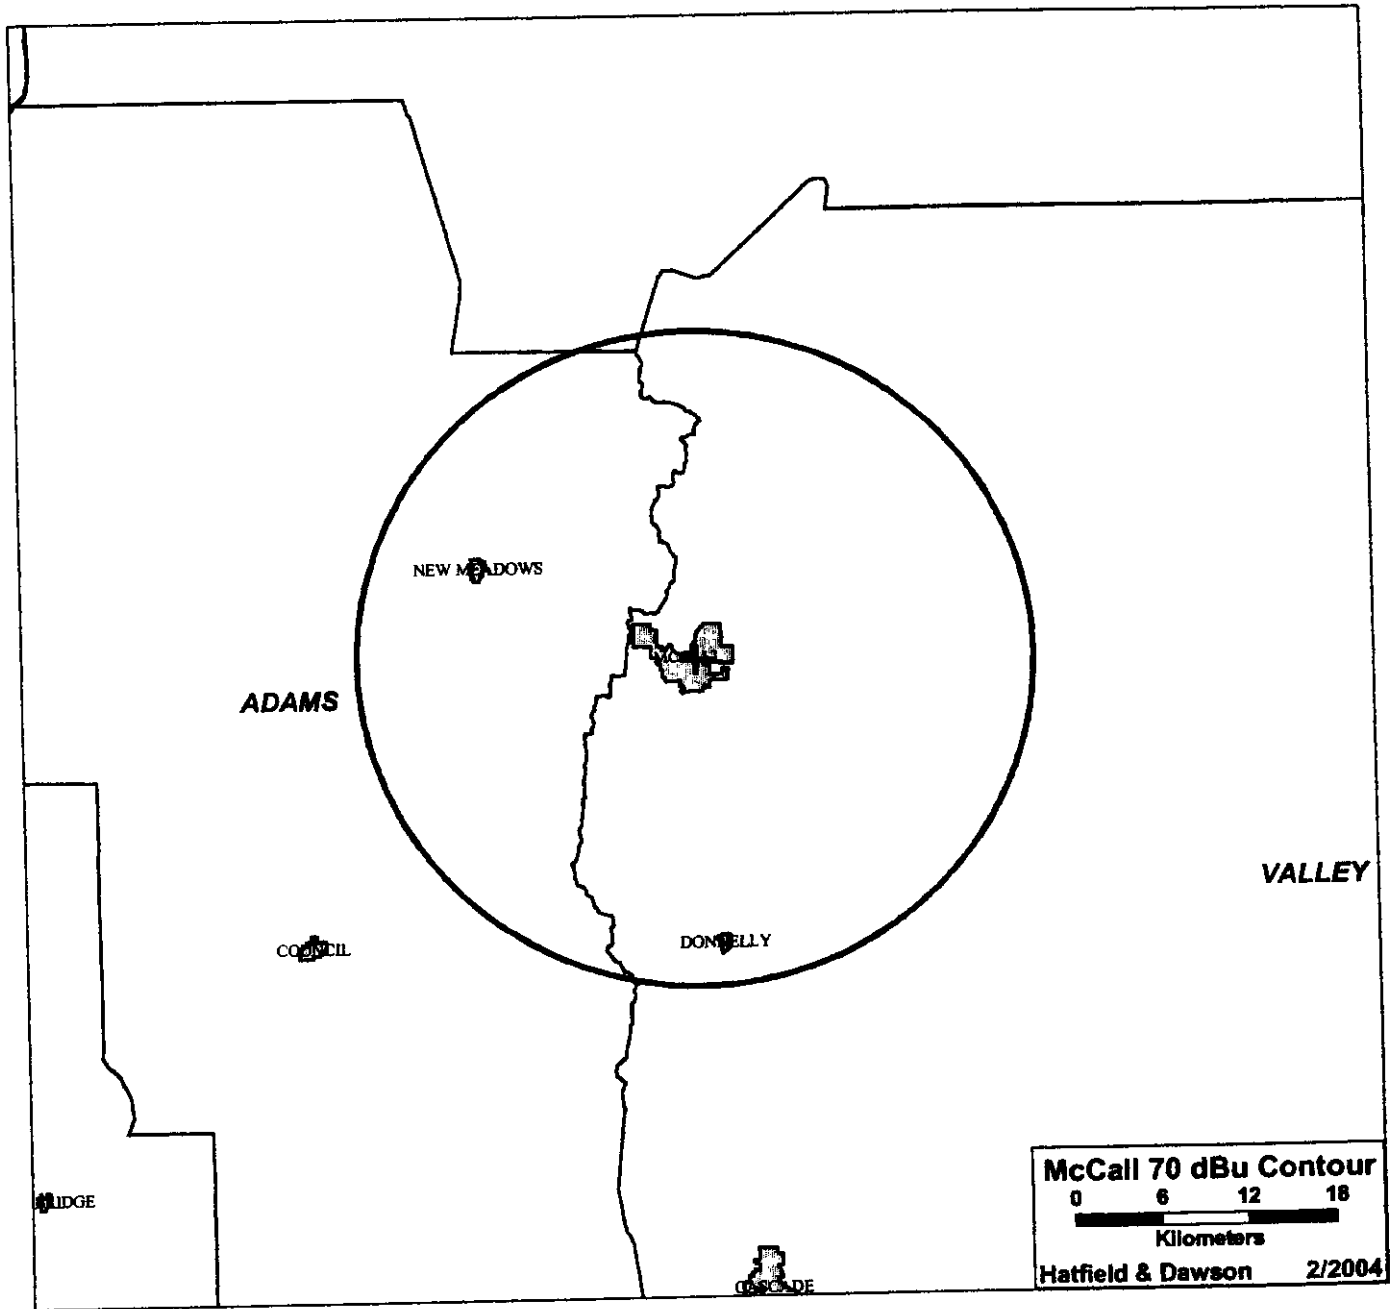 NEW MEADOWS
ADAMS
VALLEY
COUNCIL
DONNELLY
McCall 70 dBu Contour
0 6 12 18
Kilometers
Hatfield & Dawson 2/2004
CASCADE